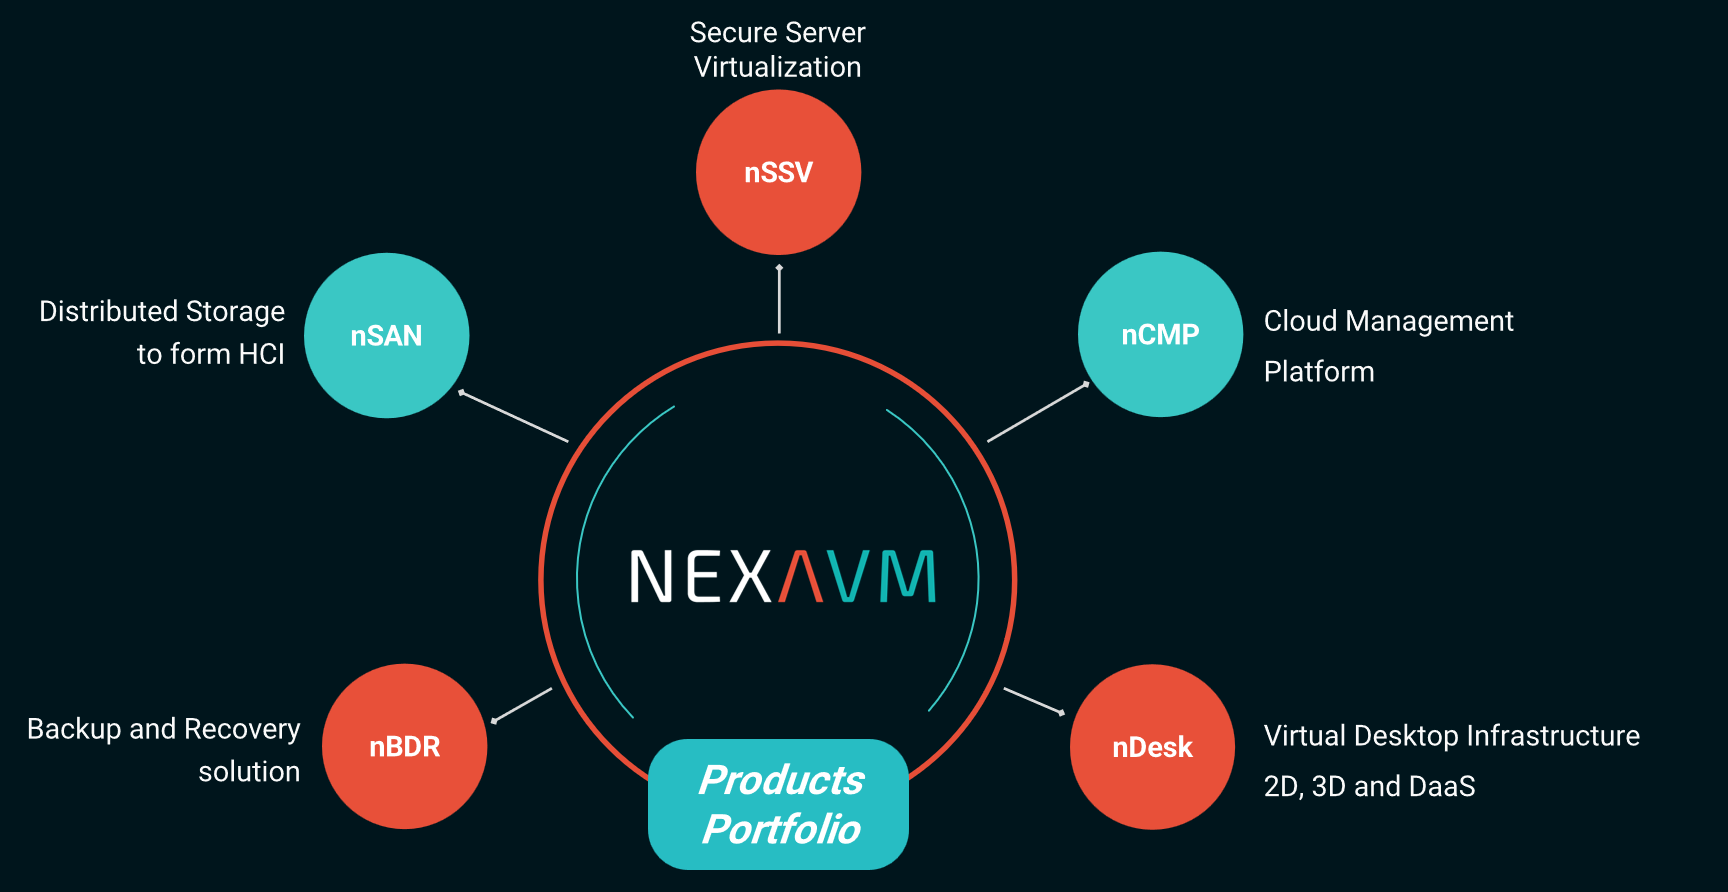 Secure Server
Virtualization
nSSV
Distributed Storage
to form HCI
nSAN
nCMP
Cloud Management
Platform
NEXAVM
Backup and Recovery
solution
nBDR
nDesk
Virtual Desktop Infrastructure
2D, 3D and DaaS
Products
Portfolio